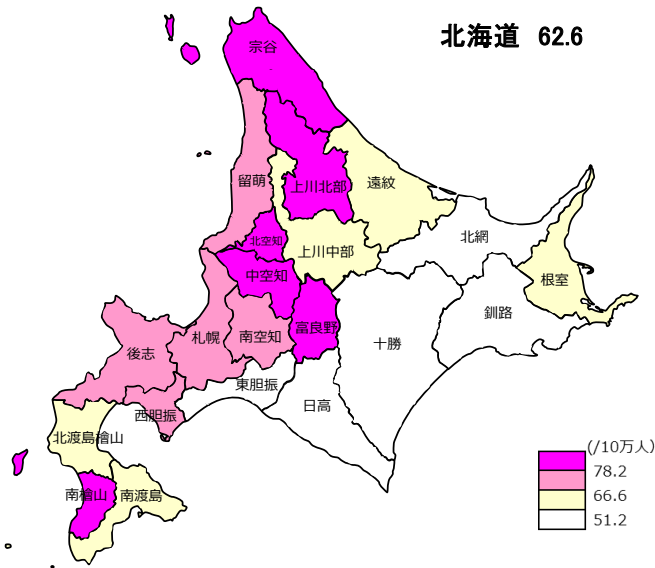 北海道 62.6
宗谷
留萌
上川北部
遠紋
北空知
上川中部
北網
中空知
根室
富良野
釧路
札幌
南空知
十勝
後志
東胆振
日高
西胆振
北渡島檜山
南檜山
南渡島
(/10万人)
78.2
66.6
51.2